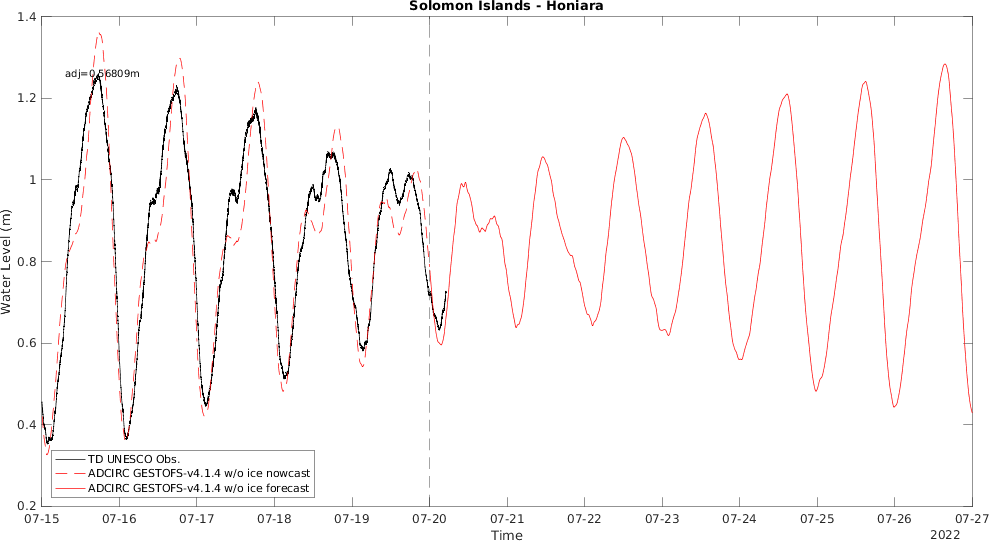 Solomon Islands - Honiara
1.4
1.2
1
0.8
0.6
0.4
0.2
Water Level (m)
adj=0.56809m
TD UNESCO Obs.
ADCIRC GESTOFS-v4.1.4 w/o ice nowcast
ADCIRC GESTOFS-v4.1.4 w/o ice forecast
07-15 07-16 07-17 07-18 07-19 07-20 07-21 07-22 07-23 07-24 07-25 07-26 07-27
Time
2022